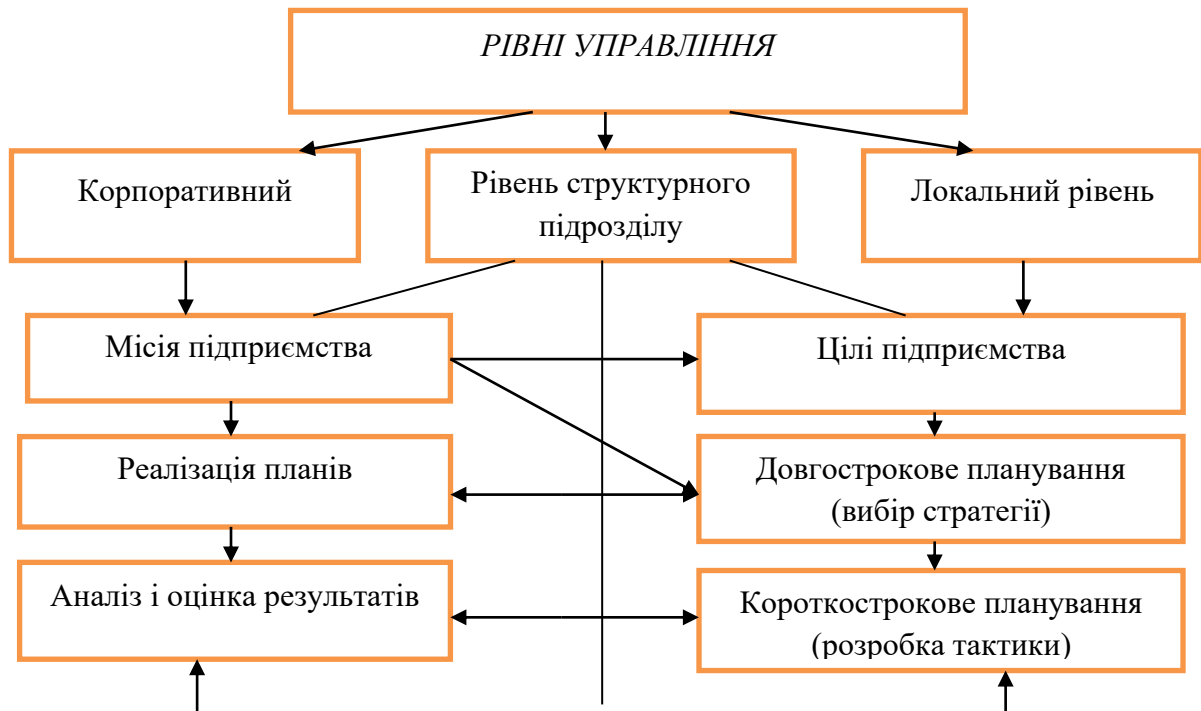 РІВНІ УПРАВЛІННЯ
Корпоративний
Рівень структурного
підрозділу
Локальний рівень
Місія підприємства
Цілі підприємства
Реалізація планів
Довгострокове планування
(вибір стратегії)
Аналіз і оцінка результатів
Короткострокове планування
(розробка тактики)